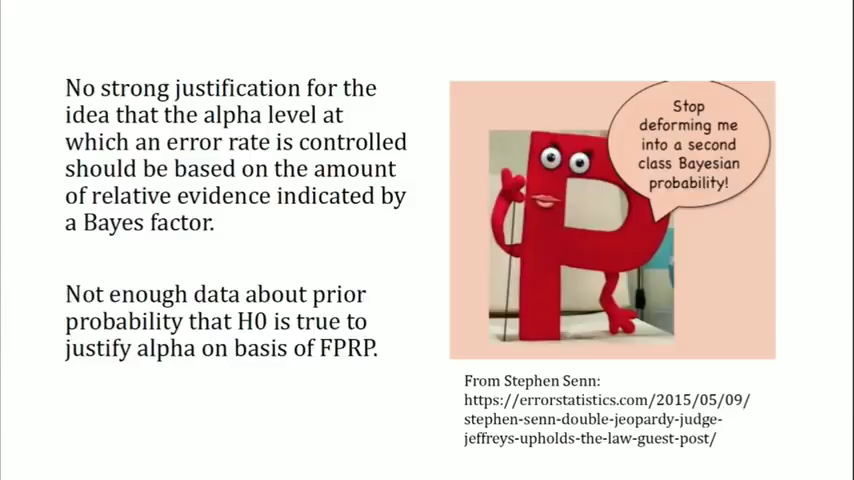 No strong justification for the
idea that the alpha level at
which an error rate is controlled
should be based on the amount
of relative evidence indicated by
a Bayes factor.
Not enough data about prior
probability that H0 is true to
justify alpha on basis of FPRP.
Stop
deforming me
into a second
class Bayesian
probability!
From Stephen Senn:
https://errorstatistics.com/2015/05/09/
stephen-senn-double-jeopardy-judge-
jeffreys-upholds-the-law-guest-post/